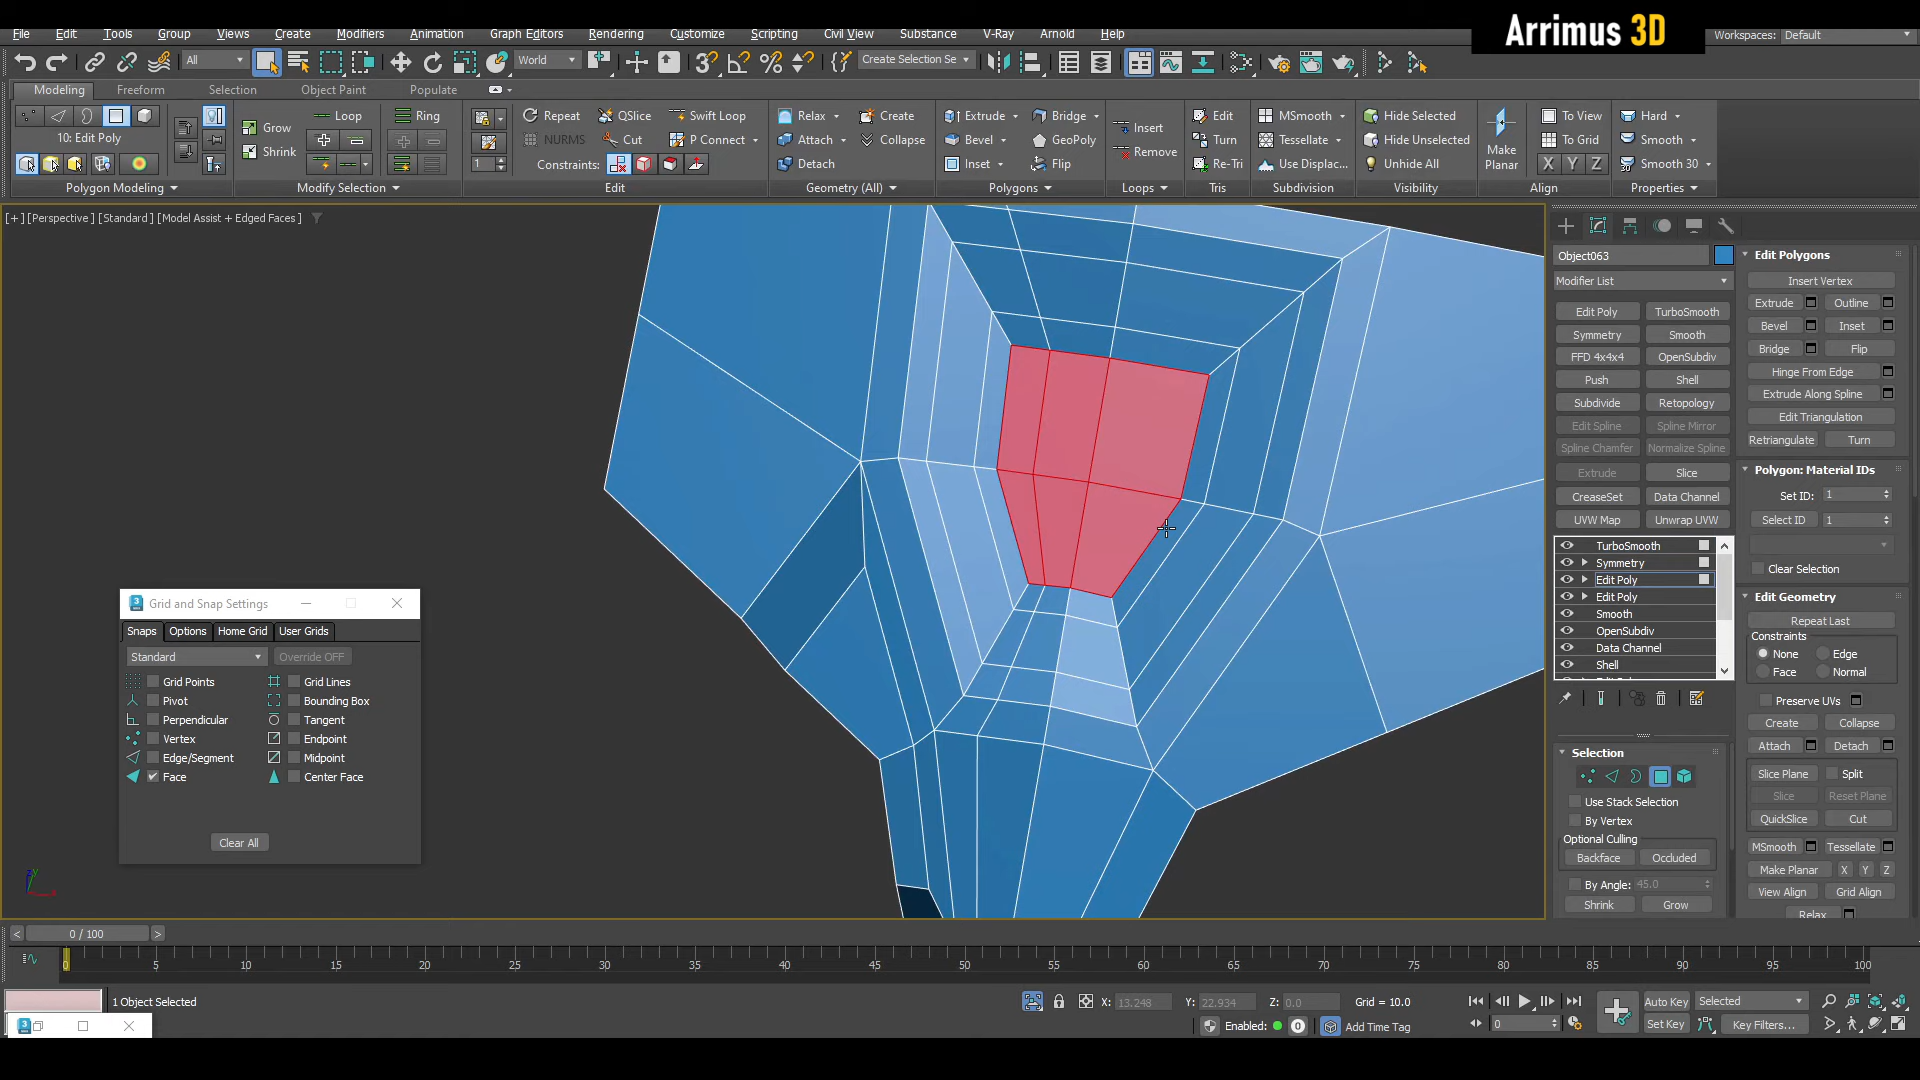 Arrimus 3D
File Edit Tools Group Views Create Modifiers Animation Graph Editors Rendering Customize Scripting Civil View Substance V-Ray Arnold Help
Workspaces: Default
All World Create Selection Se
Modeling Freeform Selection Object Paint Populate
10: Edit Poly
Grow Shrink Loop Ring
Repeat QSlice Swift Loop
NURMS Cut P Connect
1 Constraints:
Relax Create
Attach Collapse
Detach
Extrude Bridge
Bevel GeoPoly
Inset Flip
Insert
Remove
Edit
Turn
Re-Tri
MSmooth
Tessellate
Use Displac...
Hide Selected
Hide Unselected
Unhide All
Make Planar
To View
To Grid
X Y Z
Hard
Smooth
Smooth 30
Polygon Modeling Modify Selection Edit Geometry (All) Polygons Loops Tris Subdivision Visibility Align Properties
[+] [Perspective] [Standard] [Model Assist + Edged Faces]
Grid and Snap Settings
Snaps Options Home Grid User Grids
Standard Override OFF
Grid Points Grid Lines
Pivot Bounding Box
Perpendicular Tangent
Vertex Endpoint
Edge/Segment Midpoint
Face Center Face
Clear All
Object063
Modifier List
Edit Poly TurboSmooth
Symmetry Smooth
FFD 4x4x4 OpenSubdiv
Push Shell
Subdivide Retopology
Edit Spline Spline Mirror
Spline Chamfer Normalize Spline
Extrude Slice
CreaseSet Data Channel
UVW Map Unwrap UVW
TurboSmooth
Symmetry
Edit Poly
Edit Poly
Smooth
OpenSubdiv
Data Channel
Shell
Selection
Use Stack Selection
By Vertex
Optional Culling
Backface Occluded
By Angle: 45.0
Shrink Grow
Edit Polygons
Insert Vertex
Extrude Outline
Bevel Inset
Bridge Flip
Hinge From Edge
Extrude Along Spline
Edit Triangulation
Retriangulate Turn
Polygon: Material IDs
Set ID: 1
Select ID 1
Clear Selection
Edit Geometry
Repeat Last
Constraints
None Edge
Face Normal
Preserve UVs
Create Collapse
Attach Detach
Slice Plane Split
Slice Reset Plane
QuickSlice Cut
MSmooth Tessellate
Make Planar X Y Z
View Align Grid Align
Relax
< 0 / 100 >
0 5 10 15 20 25 30 35 40 45 50 55 60 65 70 75 80 85 90 95 100
1 Object Selected
X: 13.248 Y: 22.934 Z: 0.0 Grid = 10.0
Enabled: 0 Add Time Tag
0
Auto Key Selected
Set Key Key Filters...